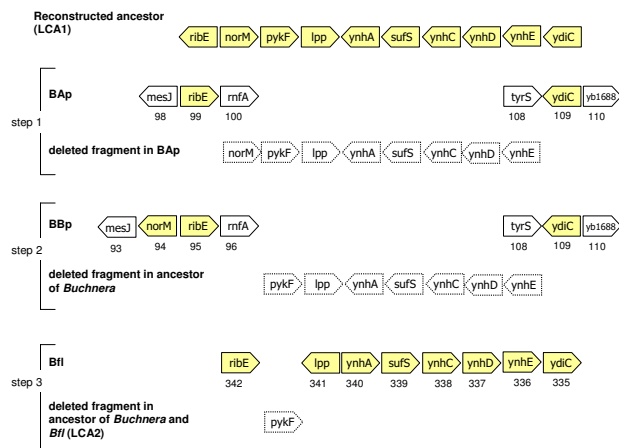 Reconstructed ancestor
(LCA1)
ribE norM pykF lpp ynhA sufS ynhC ynhD ynhE ydiC
BAp
mesJ ribE rnfA tyrS ydiC yb1688
98 99 100 108 109 110
step 1
deleted fragment in BAp
norM pykF lpp ynhA sufS ynhC ynhD ynhE
BBp
mesJ norM ribE rnfA tyrS ydiC yb1688
93 94 95 96 108 109 110
step 2
deleted fragment in ancestor
of Buchnera
pykF lpp ynhA sufS ynhC ynhD ynhE
Bfl
ribE lpp ynhA sufS ynhC ynhD ynhE ydiC
342 341 340 339 338 337 336 335
step 3
deleted fragment in
ancestor of Buchnera and
Bfl (LCA2)
pykF